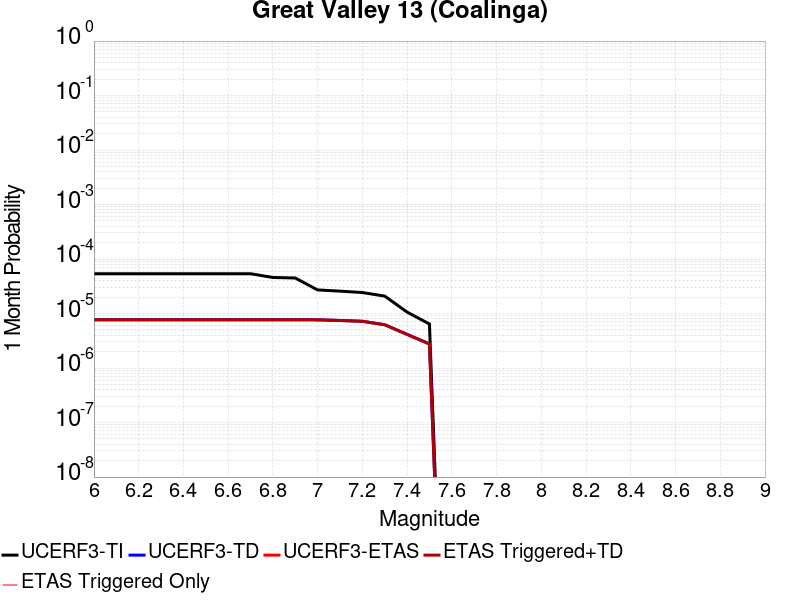 Great Valley 13 (Coalinga)
10^0
10^-1
10^-2
10^-3
10^-4
10^-5
10^-6
10^-7
10^-8
1 Month Probability
6 6.2 6.4 6.6 6.8 7 7.2 7.4 7.6 7.8 8 8.2 8.4 8.6 8.8 9
Magnitude
UCERF3-TI UCERF3-TD UCERF3-ETAS ETAS Triggered+TD
ETAS Triggered Only